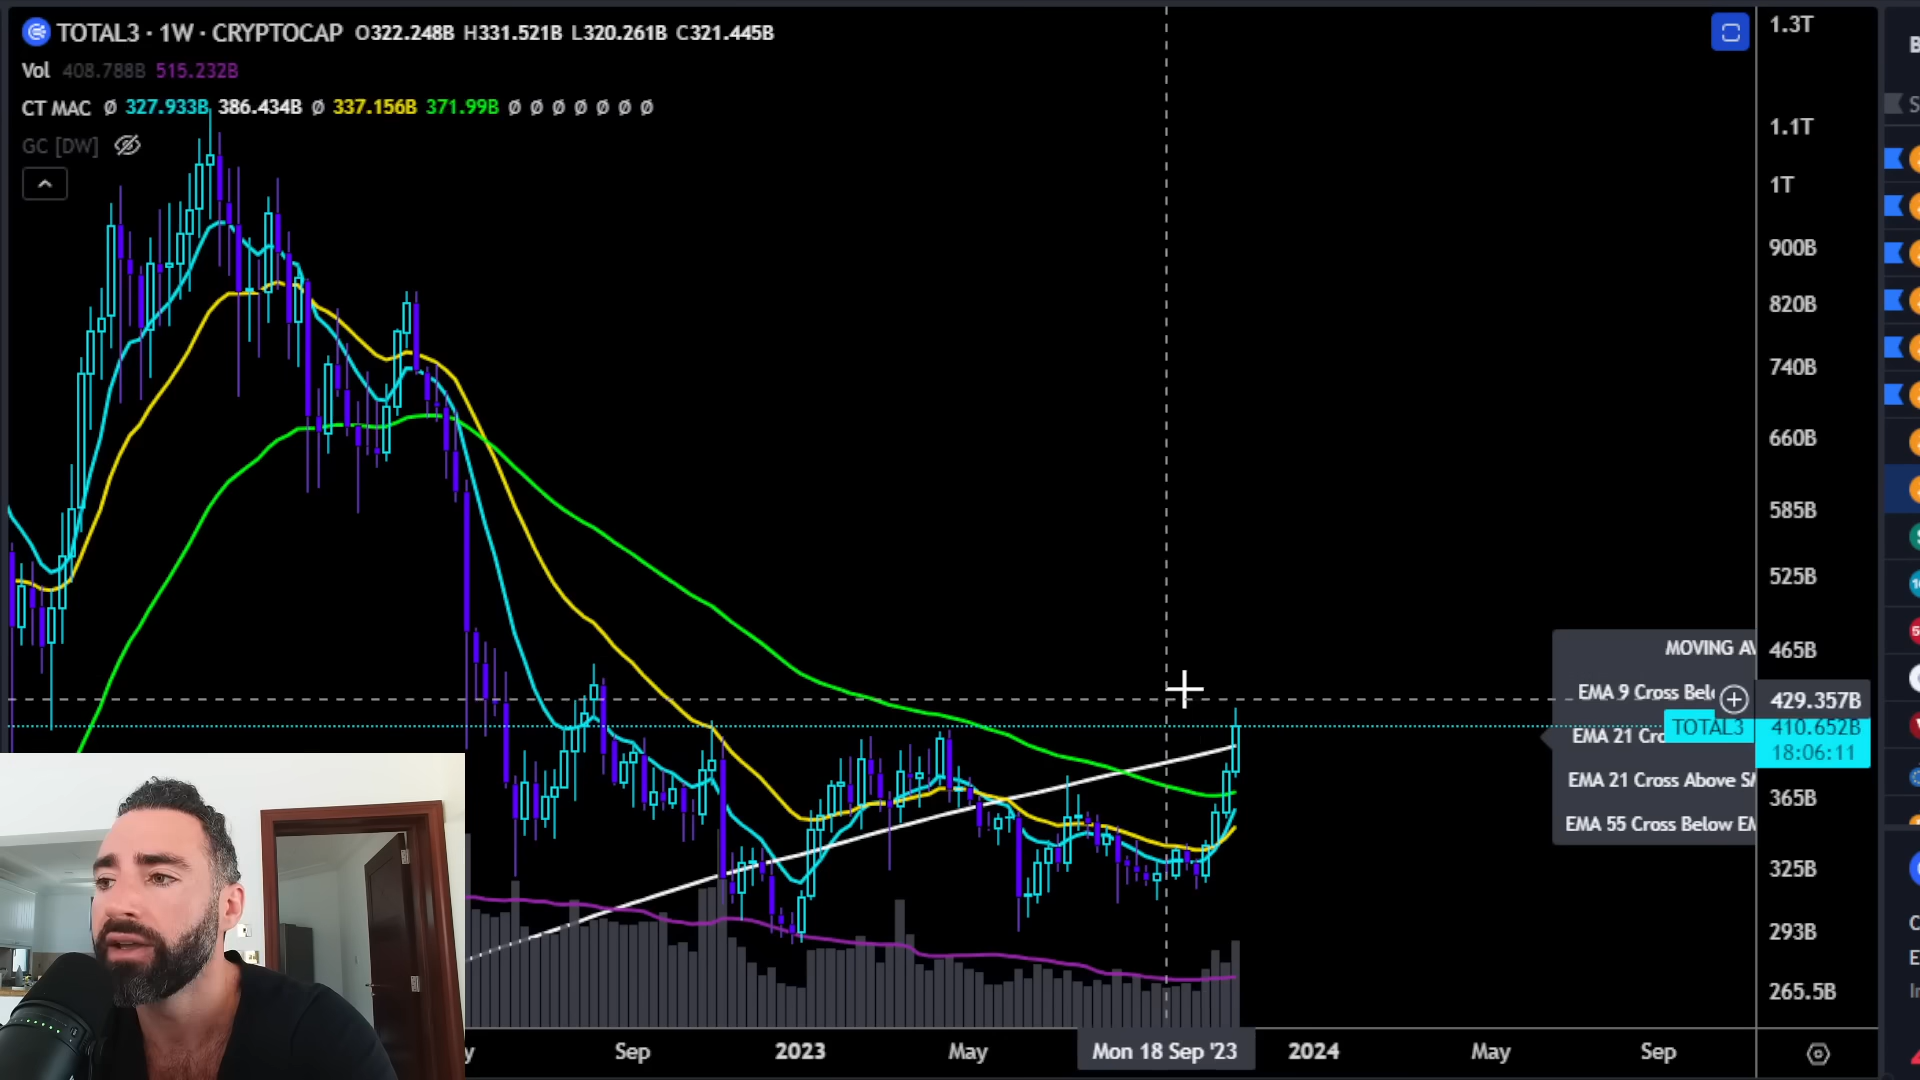 TOTAL3 · 1W · CRYPTOCAP O322.248B H331.521B L320.261B C321.445B
Vol 408.788B 515.232B
CT MAC Ø 327.933B 386.434B Ø 337.156B 371.99B Ø Ø Ø Ø Ø Ø Ø
GC [DW]
1.3T
1.1T
1T
900B
820B
740B
660B
585B
525B
465B
429.357B
410.652B
18:06:11
365B
325B
293B
265.5B
MOVING AV
EMA 9 Cross Bel
EMA 21 Cro
TOTAL3
EMA 21 Cross Above S
EMA 55 Cross Below E
y Sep 2023 May Mon 18 Sep '23 2024 May Sep